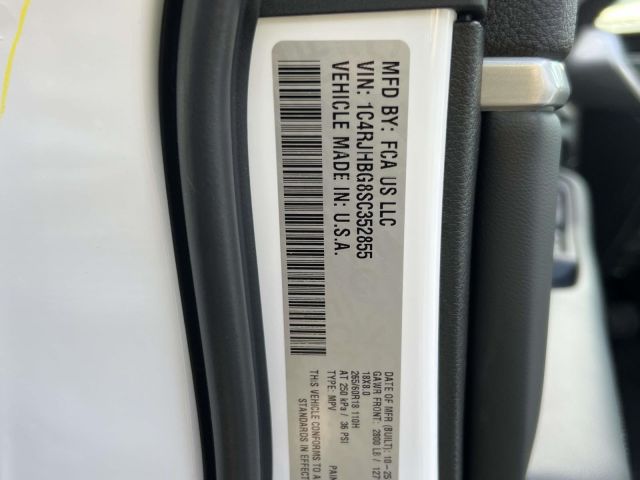 MFD BY: FCA US LLC
VIN: 1C4RJHBG8SC352855
VEHICLE MADE IN: U.S.A.
DATE OF MFR (BUILT): 10-25
GAWR FRONT: 2800 LB / 127
18X8.0
265/60R18 110H
AT 250 kPa / 36 PSI
TYPE: MPV PAIN
THIS VEHICLE CONFORMS TO A
STANDARDS IN EFFECT